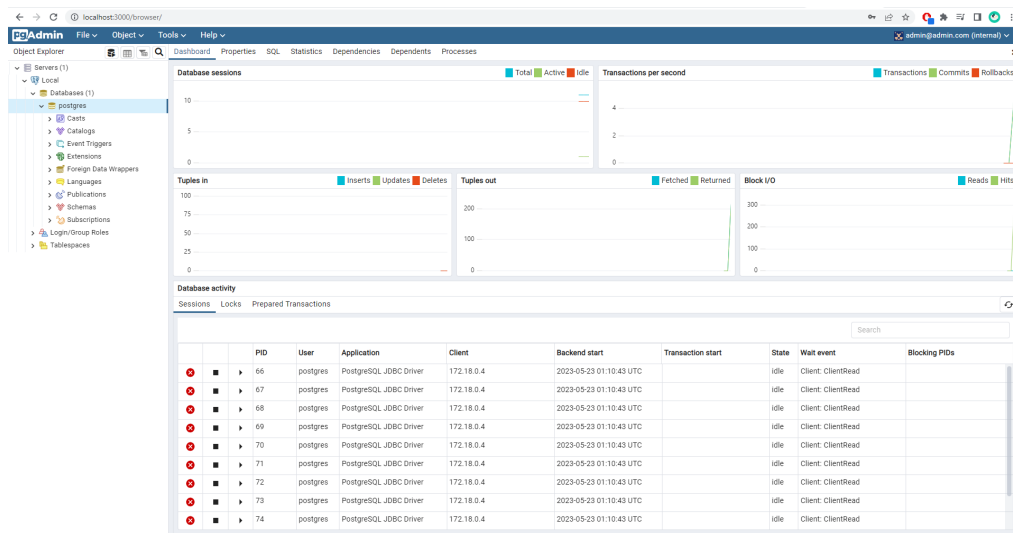 localhost:3000/browser/
pgAdmin File Object Tools Help admin@admin.com (internal)
Object Explorer Dashboard Properties SQL Statistics Dependencies Dependents Processes
Servers (1)
Local
Databases (1)
postgres
Casts
Catalogs
Event Triggers
Extensions
Foreign Data Wrappers
Languages
Publications
Schemas
Subscriptions
Login/Group Roles
Tablespaces
Database sessions Total Active Idle
10
5
0
Transactions per second Transactions Commits Rollbacks
4
2
0
Tuples in Inserts Updates Deletes
100
75
50
25
0
Tuples out Fetched Returned
200
100
0
Block I/O Reads Hits
300
200
100
0
Database activity
Sessions Locks Prepared Transactions
Search
PID User Application Client Backend start Transaction start State Wait event Blocking PIDs
66 postgres PostgreSQL JDBC Driver 172.18.0.4 2023-05-23 01:10:43 UTC idle Client: ClientRead
67 postgres PostgreSQL JDBC Driver 172.18.0.4 2023-05-23 01:10:43 UTC idle Client: ClientRead
68 postgres PostgreSQL JDBC Driver 172.18.0.4 2023-05-23 01:10:43 UTC idle Client: ClientRead
69 postgres PostgreSQL JDBC Driver 172.18.0.4 2023-05-23 01:10:43 UTC idle Client: ClientRead
70 postgres PostgreSQL JDBC Driver 172.18.0.4 2023-05-23 01:10:43 UTC idle Client: ClientRead
71 postgres PostgreSQL JDBC Driver 172.18.0.4 2023-05-23 01:10:43 UTC idle Client: ClientRead
72 postgres PostgreSQL JDBC Driver 172.18.0.4 2023-05-23 01:10:43 UTC idle Client: ClientRead
73 postgres PostgreSQL JDBC Driver 172.18.0.4 2023-05-23 01:10:43 UTC idle Client: ClientRead
74 postgres PostgreSQL JDBC Driver 172.18.0.4 2023-05-23 01:10:43 UTC idle Client: ClientRead